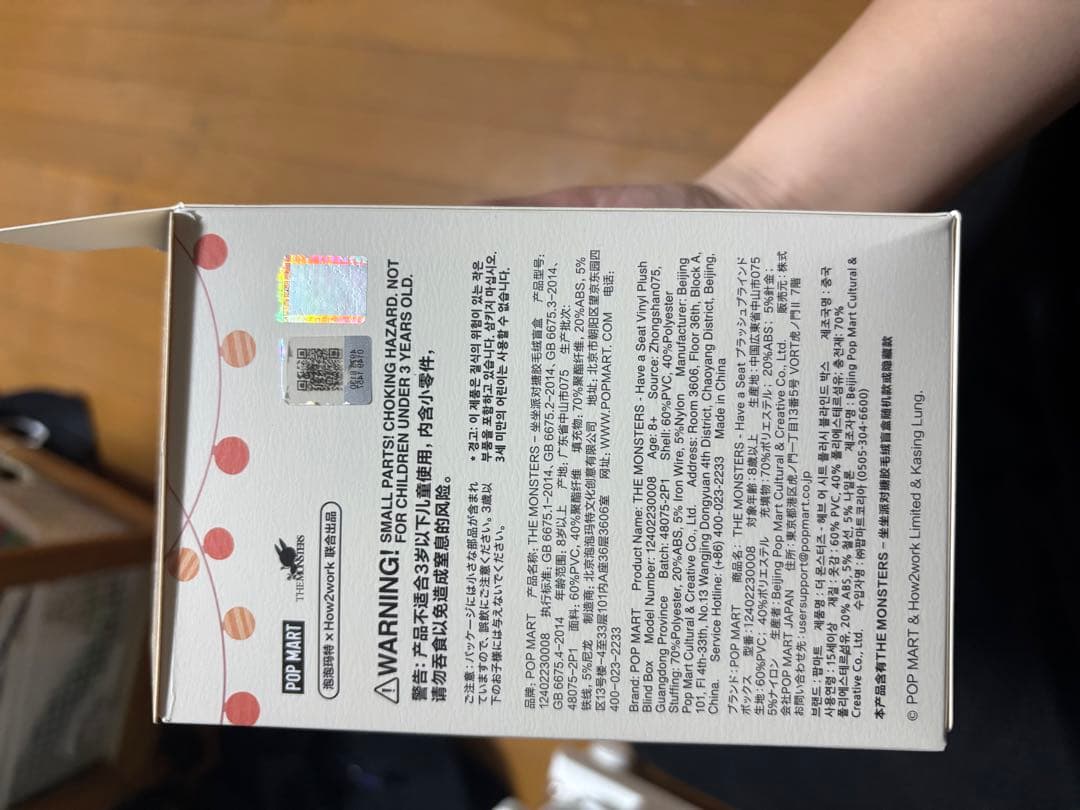 POP MART
THE MONSTERS
泡泡玛特 x How2work 联合出品
WARNING! SMALL PARTS! CHOKING HAZARD. NOT
FOR CHILDREN UNDER 3 YEARS OLD.
警告: 产品不适合3岁以下儿童使用, 内含小零件,
请勿吞食以免造成窒息的风险。
ご注意: パッケージには小さな部品が含まれ
ていますので、誤飲にご注意ください。3歳以
下のお子様には与えないでください。
* 경고: 이 제품은 질식의 위험이 있는 작은
부품을 포함하고 있습니다. 삼키지 마십시오.
3세 미만의 어린이는 사용할 수 없습니다.
品牌: POP MART 产品名称: THE MONSTERS – 坐坐派对搪胶毛绒盲盒 产品型号:
12402230008 执行标准: GB 6675.1–2014、GB 6675.2–2014、GB 6675.3–2014、
GB 6675.4–2014 年龄范围: 8岁以上 产地: 广东省中山市075 生产批次:
48075–2P1 面料: 60%PVC, 40%聚酯纤维 填充物: 70%聚酯纤维, 20%ABS, 5%
铁线, 5%尼龙 制造商: 北京泡泡玛特文化创意有限公司 地址: 北京市朝阳区望京东园四
区13号楼–4至33层101内A座36层3606室 网址: WWW.POPMART.COM 电话:
400–023–2233
Brand: POP MART Product Name: THE MONSTERS - Have a Seat Vinyl Plush
Blind Box Model Number: 12402230008 Age: 8+ Source: Zhongshan075,
Guangdong Province Batch: 48075-2P1 Shell: 60%PVC, 40%Polyester
Stuffing: 70%Polyester, 20%ABS, 5% Iron Wire, 5%Nylon Manufacturer: Beijing
Pop Mart Cultural & Creative Co., Ltd. Address: Room 3606, Floor 36th, Block A,
101, Fl 4th-33th, No.13 Wangjing Dongyuan 4th District, Chaoyang District, Beijing,
China. Service Hotline: (+86) 400-023-2233 Made in China
ブランド: POP MART 商品名: THE MONSTERS - Have a Seat プラッシュ ブラインド
ボックス 型番: 12402230008 対象年齢: 8歳以上 生産地: 中国広東省中山市075
生地: 60%PVC; 40%ポリエステル 充填物: 70%ポリエステル; 20%ABS; 5%針金;
5%ナイロン 生産者: Beijing Pop Mart Cultural & Creative Co., Ltd. 販売元: 株式
会社POP MART JAPAN 住所: 東京都港区虎ノ門一丁目13番5号 VORT虎ノ門II 7階
お問い合わせ先: usersupport@popmart.co.jp
브랜드: 팝마트 제품명: 더 몬스터즈 - 해브 어 시트 플러시 블라인드 박스 제조국명: 중국
사용연령: 15세이상 재질: 겉감: 60% PVC, 40% 폴리에스테르섬유; 충전재: 70%
폴리에스테르섬유, 20% ABS, 5% 철선, 5% 나일론 제조자명: Beijing Pop Mart Cultural &
Creative Co., Ltd. 수입자명: ㈜팝마트코리아 (0505-304-6600)
本产品含有THE MONSTERS – 坐坐派对搪胶毛绒盲盒随机款或隐藏款
© POP MART & How2work Limited & Kasing Lung.